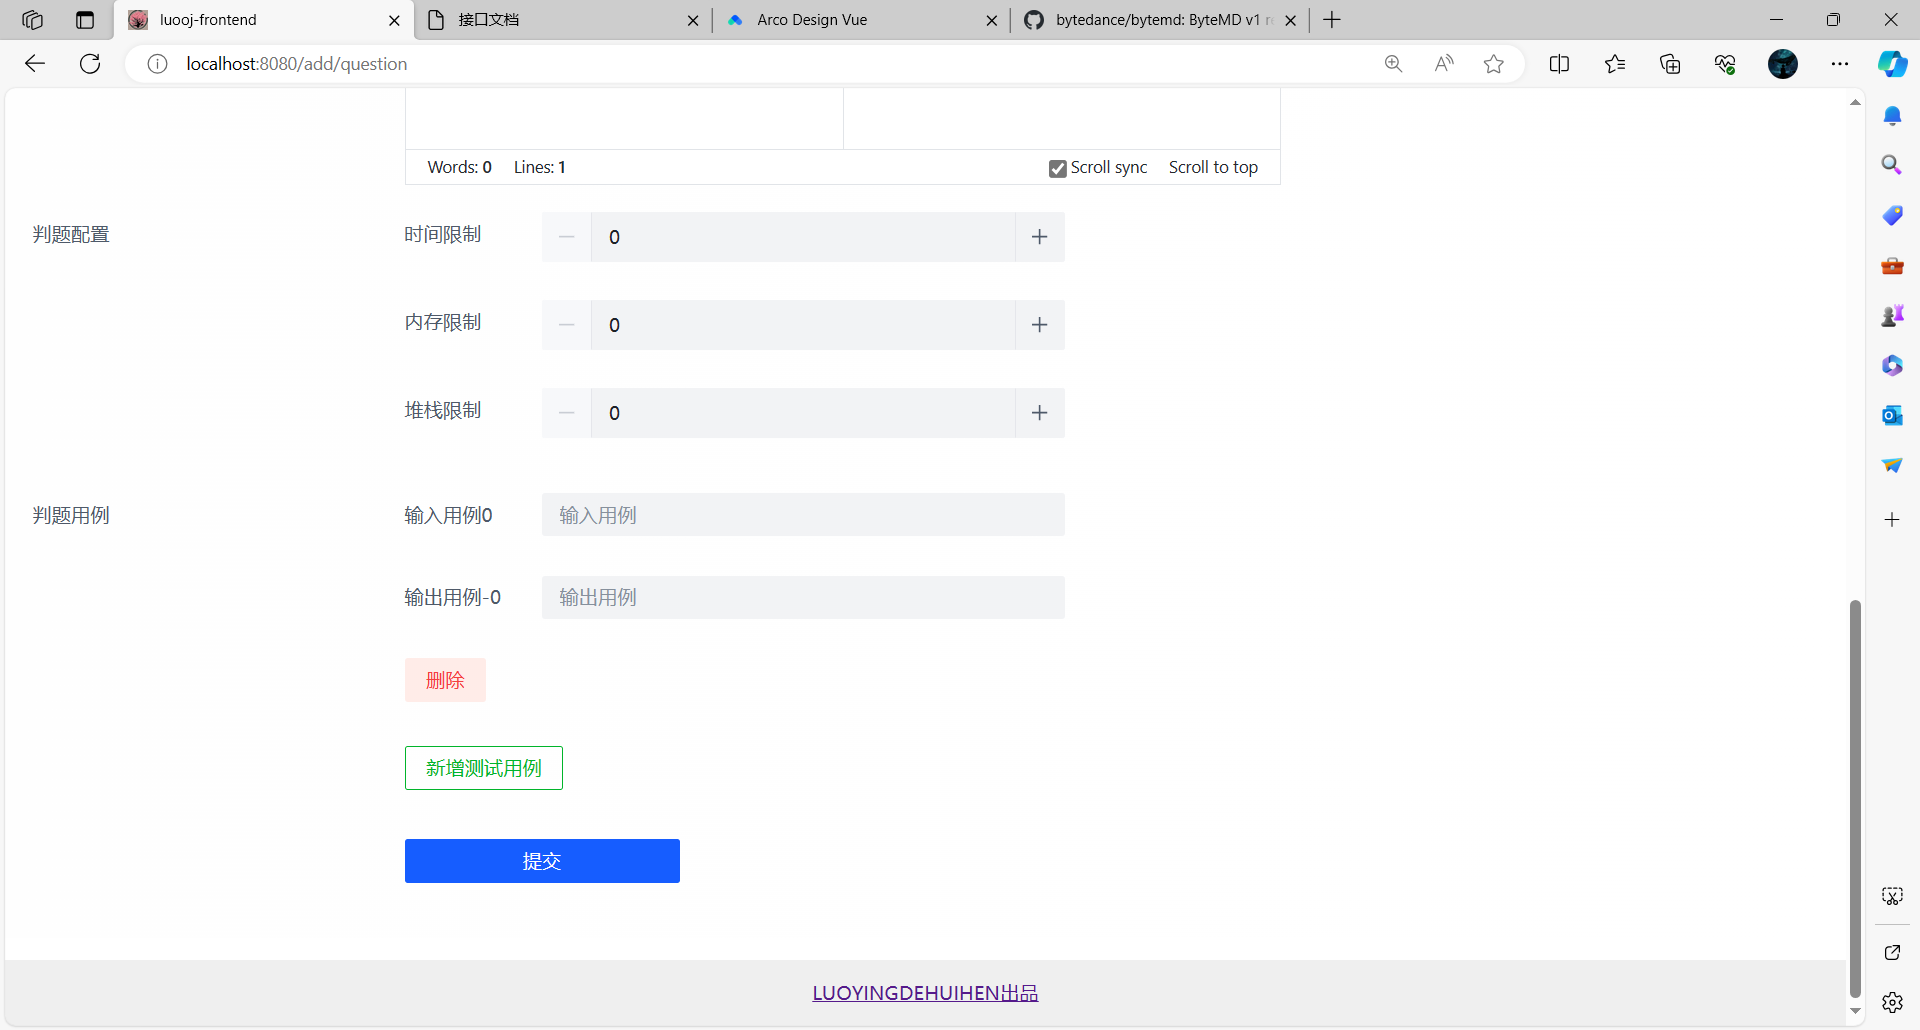 luooj-frontend
接口文档
Arco Design Vue
bytedance/bytemd: ByteMD v1 re
localhost:8080/add/question
Words: 0 Lines: 1 Scroll sync Scroll to top
判题配置 时间限制 0
内存限制 0
堆栈限制 0
判题用例 输入用例0 输入用例
输出用例-0 输出用例
删除
新增测试用例
提交
LUOYINGDEHUIHEN出品